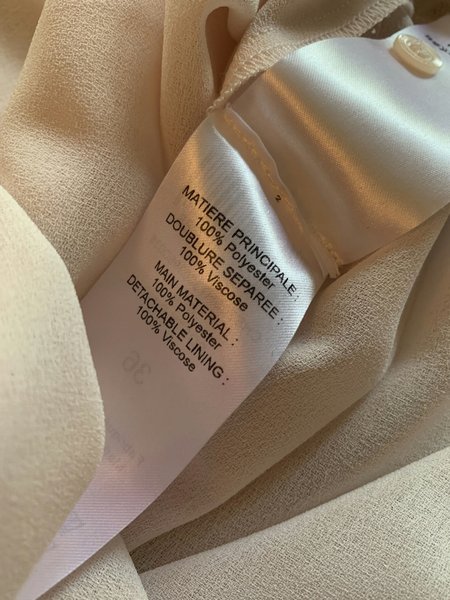 MATIERE PRINCIPALE :
100% Polyester
DOUBLURE SEPAREE :
100% Viscose
MAIN MATERIAL :
100% Polyester
DETACHABLE LINING :
100% Viscose
36